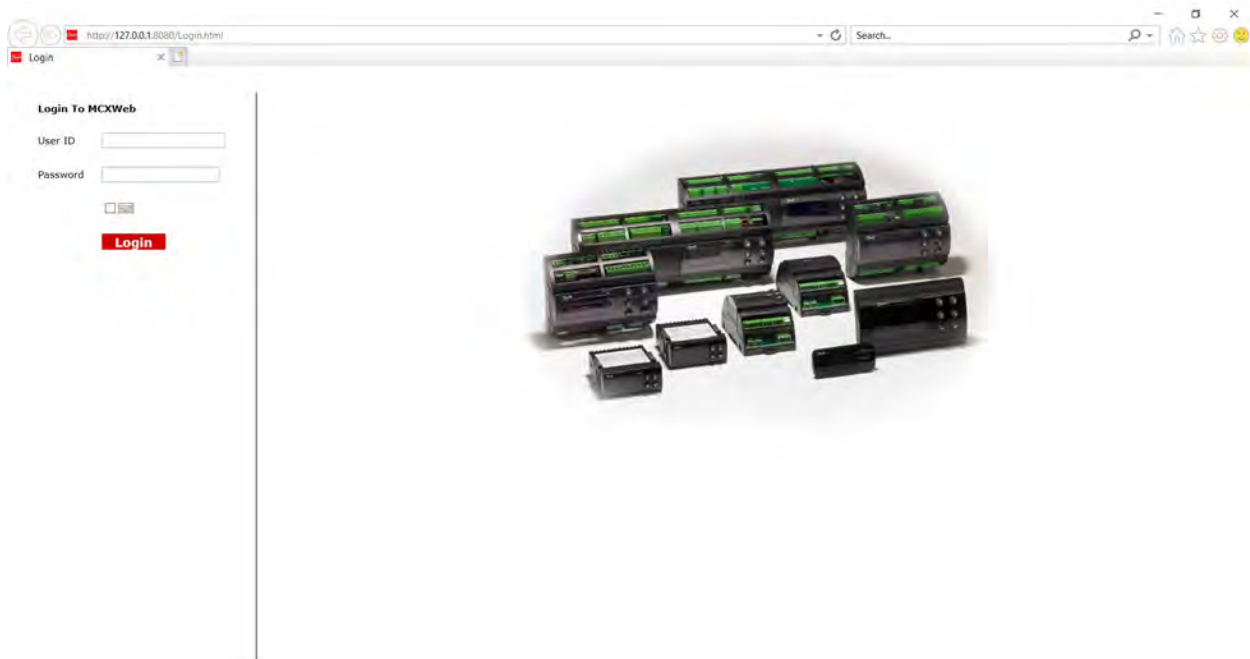 http://127.0.0.1:8080/Login.html
Search...
Login
Login To MCXWeb
User ID
Password
Login